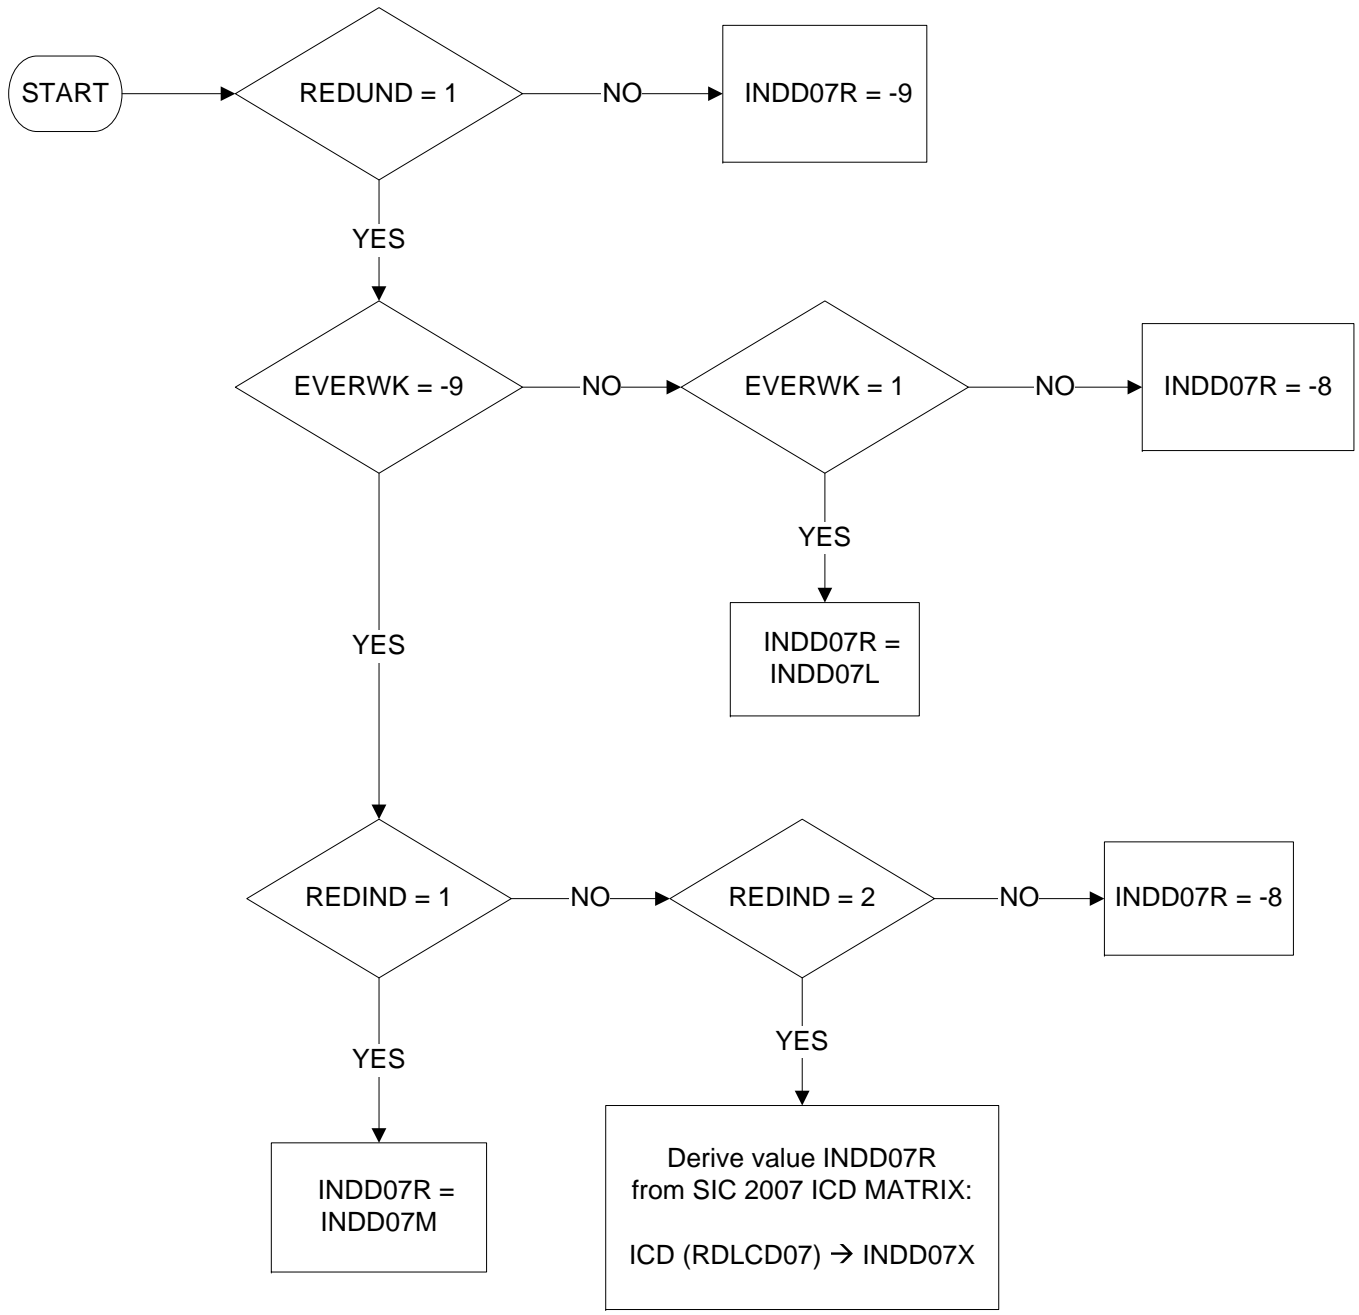 START
REDUND = 1
NO
INDD07R = -9
YES
EVERWK = -9
NO
EVERWK = 1
NO
INDD07R = -8
YES
INDD07R =
INDD07L
YES
REDIND = 1
NO
REDIND = 2
NO
INDD07R = -8
YES
INDD07R =
INDD07M
YES
Derive value INDD07R
from SIC 2007 ICD MATRIX:
ICD (RDLCD07) → INDD07X